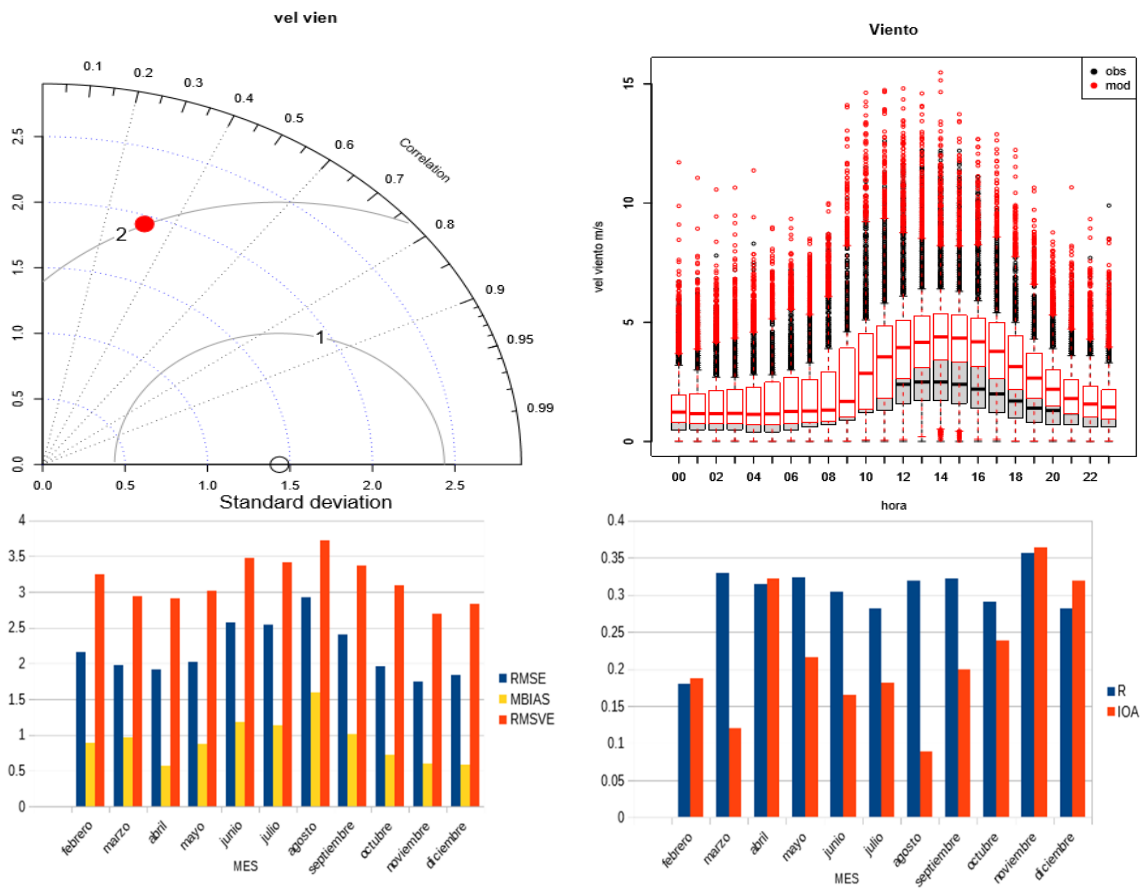 vel vien
0.1 0.2 0.3 0.4 0.5 0.6 0.7 0.8 0.9 0.95 0.99
Correlation
2.5
2.0
1.5
1.0
0.5
0.0
2
1
0.0 0.5 1.0 1.5 2.0 2.5
Standard deviation
Viento
obs
mod
vel viento m/s
15
10
5
0
00 02 04 06 08 10 12 14 16 18 20 22
hora
4
3.5
3
2.5
2
1.5
1
0.5
0
RMSE
MBIAS
RMSVE
febrero marzo abril mayo junio julio agosto septiembre octubre noviembre diciembre
MES
0.4
0.35
0.3
0.25
0.2
0.15
0.1
0.05
0
R
IOA
febrero marzo abril mayo junio julio agosto septiembre octubre noviembre diciembre
MES